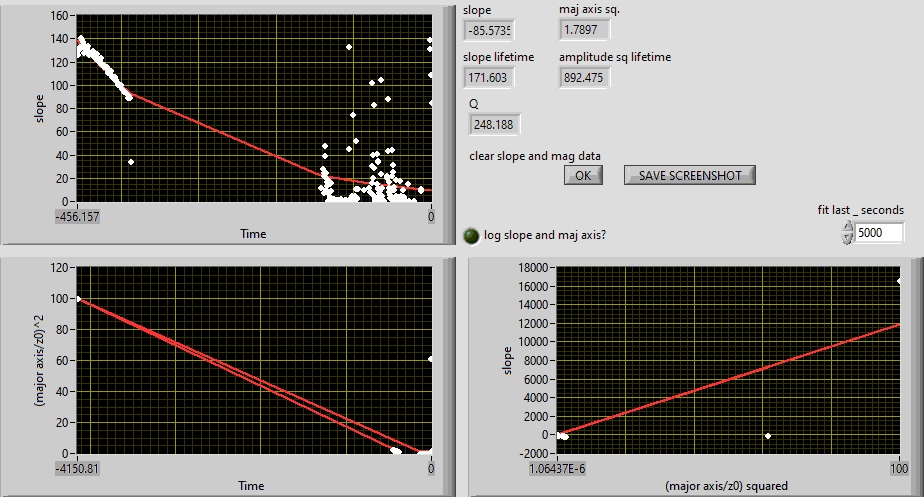 160
140
120
100
80
60
40
20
0
slope
-456.157
0
Time
slope
maj axis sq.
-85.573
1.7897
slope lifetime
amplitude sq lifetime
171.603
892.475
Q
248.188
clear slope and mag data
OK
SAVE SCREENSHOT
fit last _ seconds
5000
log slope and maj axis?
120
100
80
60
40
20
0
(major axis/z0)^2
-4150.81
0
Time
18000
16000
14000
12000
10000
8000
6000
4000
2000
0
-2000
slope
1.06437E-6
100
(major axis/z0) squared